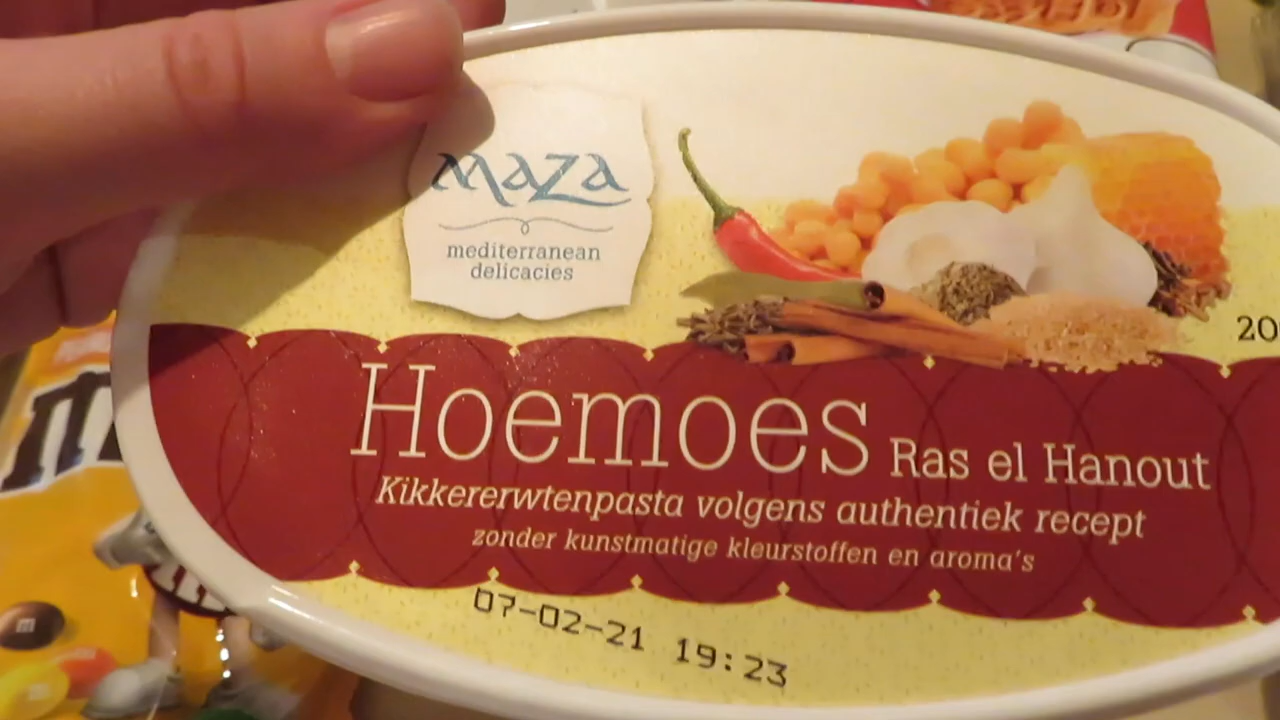 maza
mediterranean
delicacies
20
Hoemoes Ras el Hanout
Kikkererwtenpasta volgens authentiek recept
zonder kunstmatige kleurstoffen en aroma's
07-02-21 19:23
m